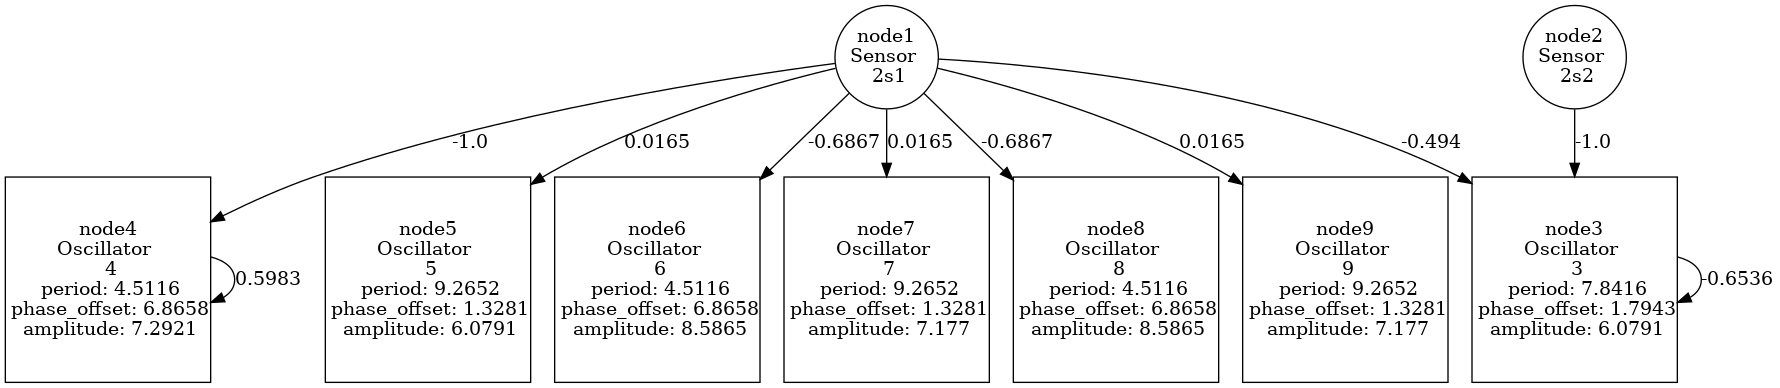 node1
Sensor
2s1
node2
Sensor
2s2
-1.0
0.0165
-0.6867
0.0165
-0.6867
0.0165
-0.494
-1.0
node4
Oscillator
4
period: 4.5116
phase_offset: 6.8658
amplitude: 7.2921
0.5983
node5
Oscillator
5
period: 9.2652
phase_offset: 1.3281
amplitude: 6.0791
node6
Oscillator
6
period: 4.5116
phase_offset: 6.8658
amplitude: 8.5865
node7
Oscillator
7
period: 9.2652
phase_offset: 1.3281
amplitude: 7.177
node8
Oscillator
8
period: 4.5116
phase_offset: 6.8658
amplitude: 8.5865
node9
Oscillator
9
period: 9.2652
phase_offset: 1.3281
amplitude: 7.177
node3
Oscillator
3
period: 7.8416
phase_offset: 1.7943
amplitude: 6.0791
-0.6536